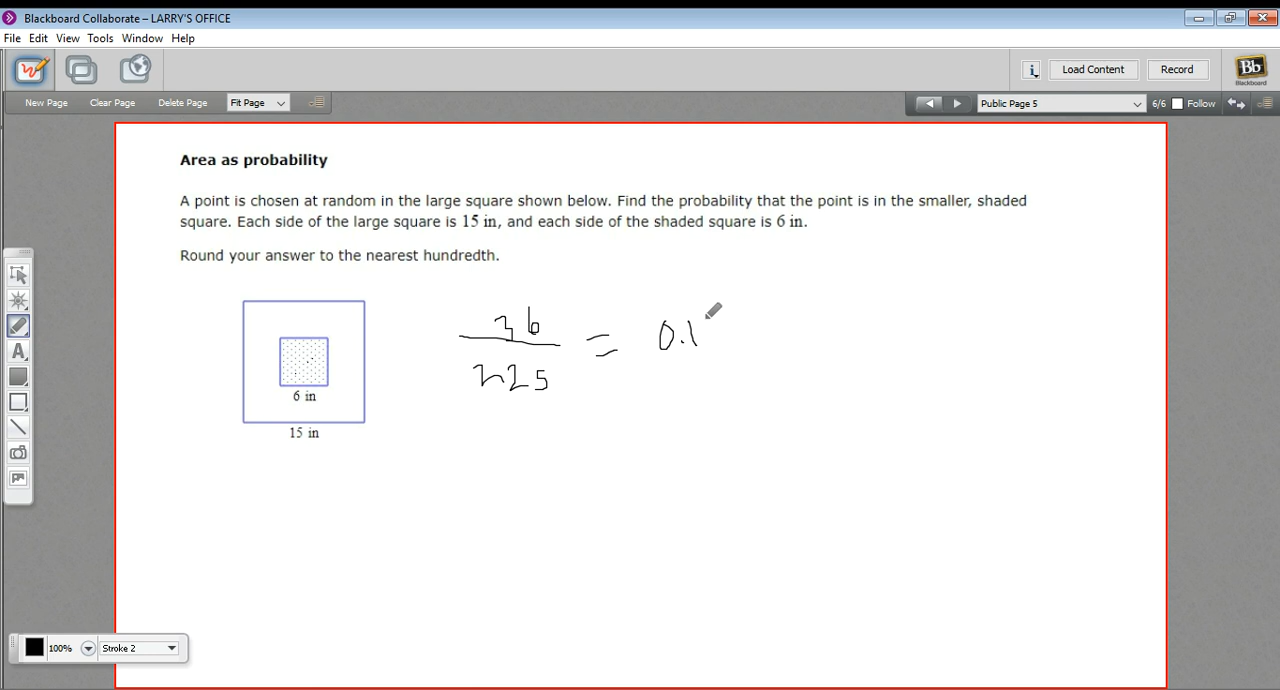 Blackboard Collaborate – LARRY'S OFFICE
File Edit View Tools Window Help
i Load Content Record Bb
Blackboard
New Page Clear Page Delete Page Fit Page Public Page 5 6/6 Follow
Area as probability
A point is chosen at random in the large square shown below. Find the probability that the point is in the smaller, shaded
square. Each side of the large square is 15 in, and each side of the shaded square is 6 in.
Round your answer to the nearest hundredth.
6 in
15 in
36
= 0.1
225
A
100% Stroke 2